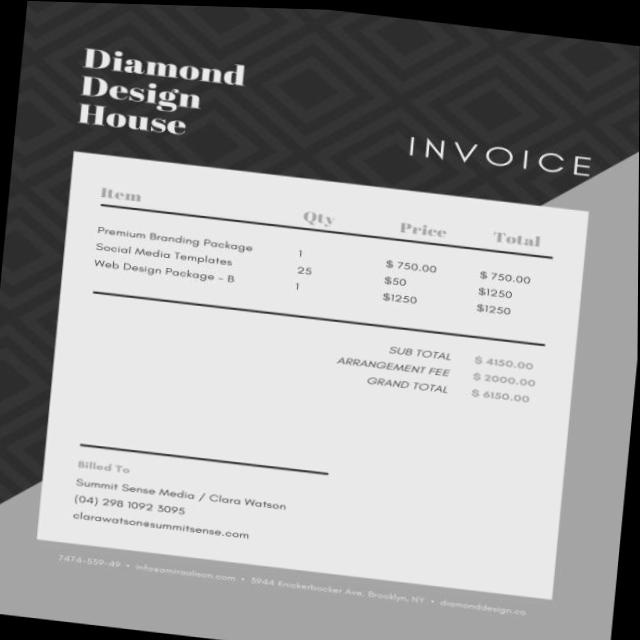 Diamond
Design
House
INVOICE
Item Qty Price Total
Premium Branding Package 1 $ 750.00 $ 750.00
Social Media Templates 25 $50 $1250
Web Design Package - B 1 $1250 $1250
SUB TOTAL $ 4150.00
ARRANGEMENT FEE $ 2000.00
GRAND TOTAL $ 6150.00
Billed To
Summit Sense Media / Clara Watson
(04) 298 1092 3095
clarawatson@summitsense.com
7474-559-49 • • 5944 Knickerbocker Ave, Brooklyn, NY • diamonddesign.co